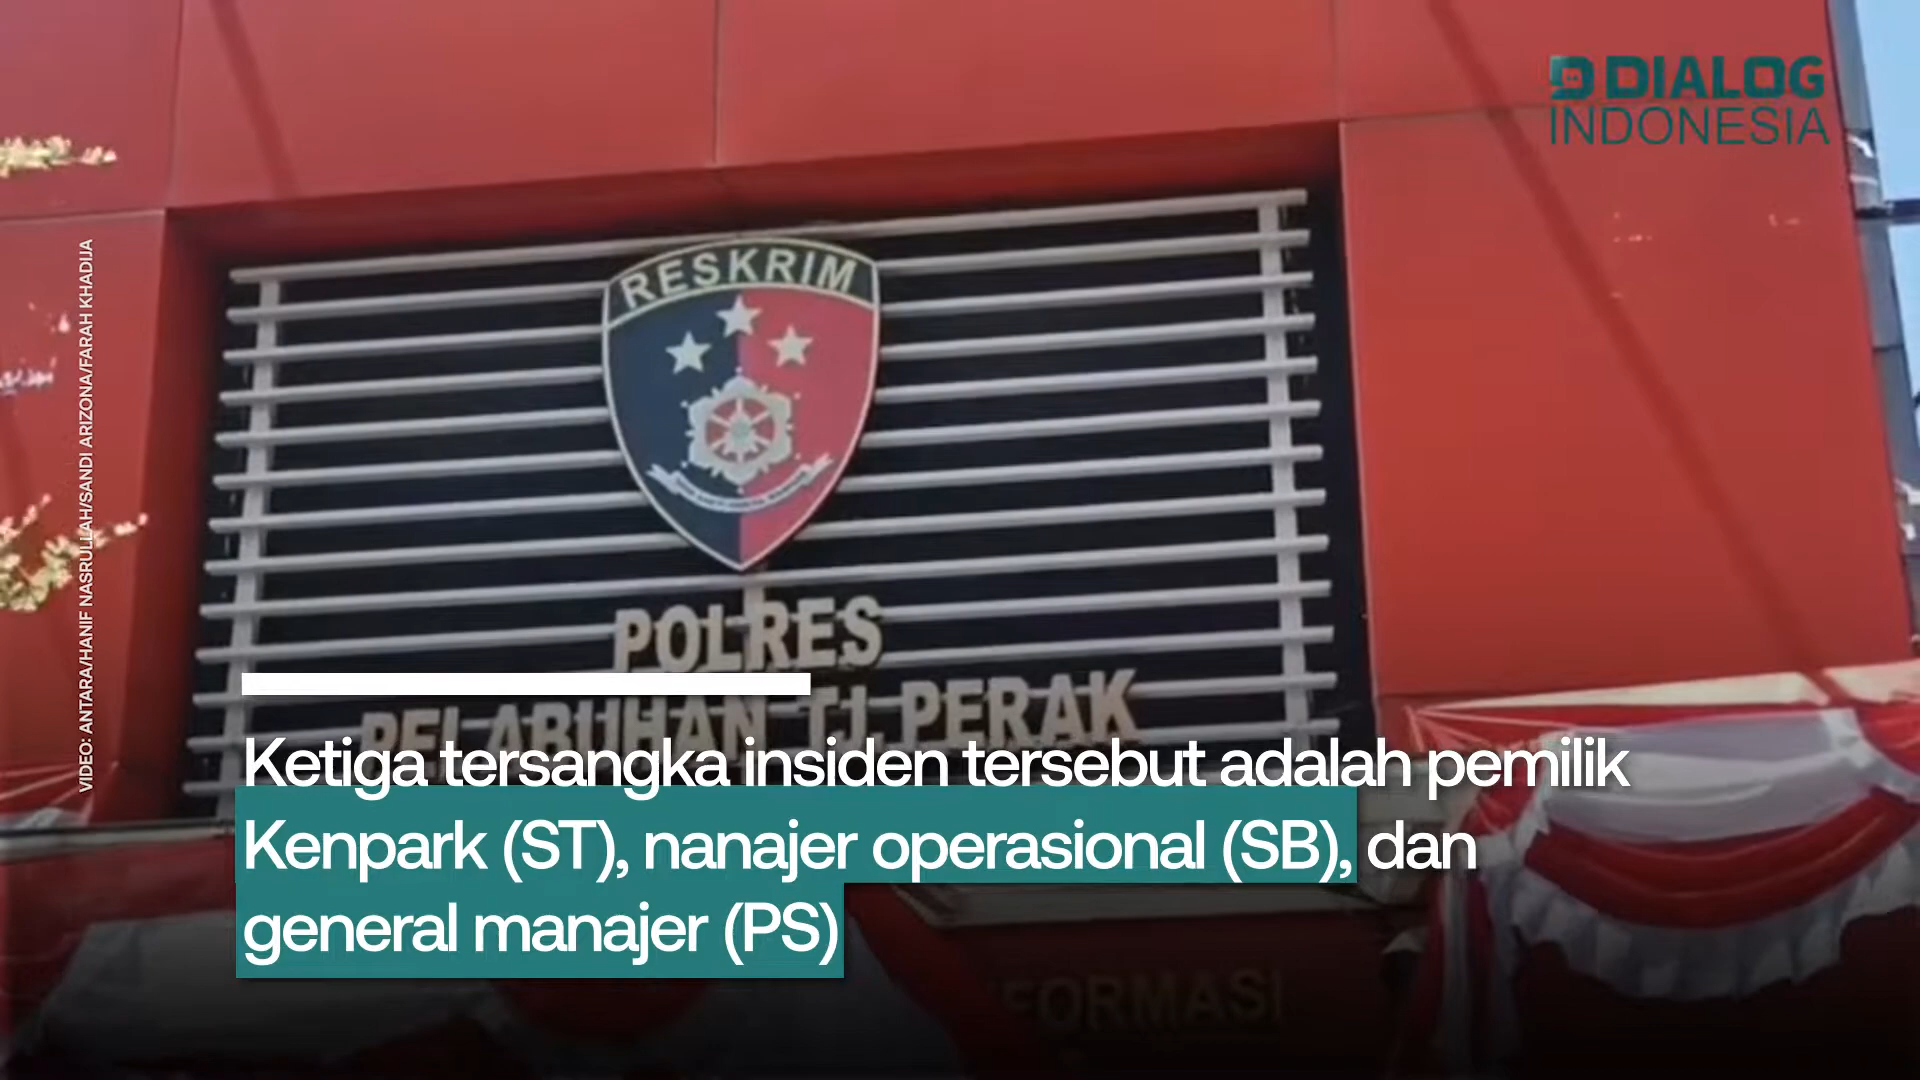 DIALOG
INDONESIA
RESKRIM
POLRES
PELABUHAN TJ. PERAK
Ketiga tersangka insiden tersebut adalah pemilik
Kenpark (ST), nanajer operasional (SB), dan
general manajer (PS)
FORMASI
VIDEO: ANTARA/HANIF NASRULLAH/SANDI ARIZONA/FARAH KHADIJA